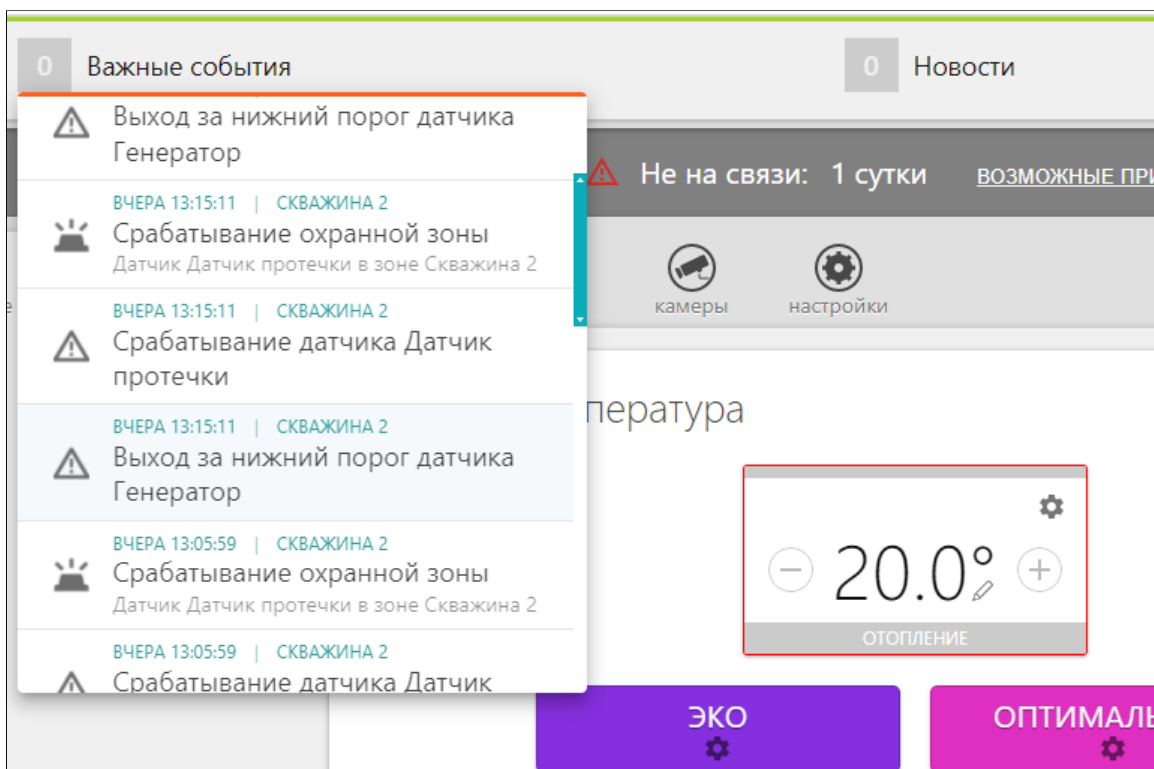 0 Важные события
0 Новости
Выход за нижний порог датчика
Генератор
ВЧЕРА 13:15:11 | СКВАЖИНА 2
Срабатывание охранной зоны
Датчик Датчик протечки в зоне Скважина 2
ВЧЕРА 13:15:11 | СКВАЖИНА 2
Срабатывание датчика Датчик
протечки
ВЧЕРА 13:15:11 | СКВАЖИНА 2
Выход за нижний порог датчика
Генератор
ВЧЕРА 13:05:59 | СКВАЖИНА 2
Срабатывание охранной зоны
Датчик Датчик протечки в зоне Скважина 2
ВЧЕРА 13:05:59 | СКВАЖИНА 2
Срабатывание датчика Датчик
Не на связи: 1 сутки ВОЗМОЖНЫЕ ПРИ
е
камеры
настройки
пература
20.0°
ОТОПЛЕНИЕ
ЭКО
ОПТИМАЛЬ